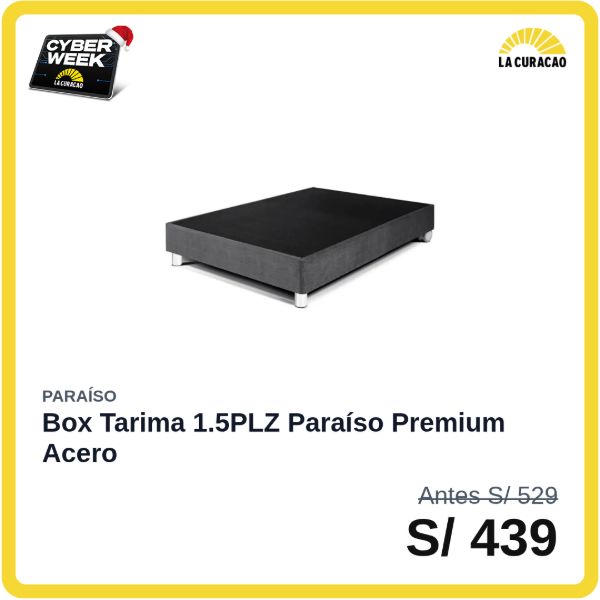 CYBER
WEEK
LA CURACAO
LA CURACAO
PARAÍSO
Box Tarima 1.5PLZ Paraíso Premium
Acero
Antes S/ 529
S/ 439